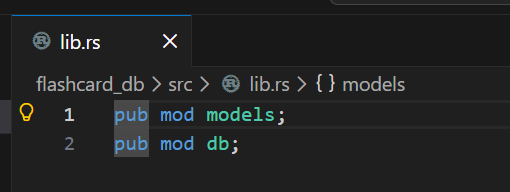 lib.rs
flashcard_db > src > lib.rs > { } models
1 pub mod models;
2 pub mod db;